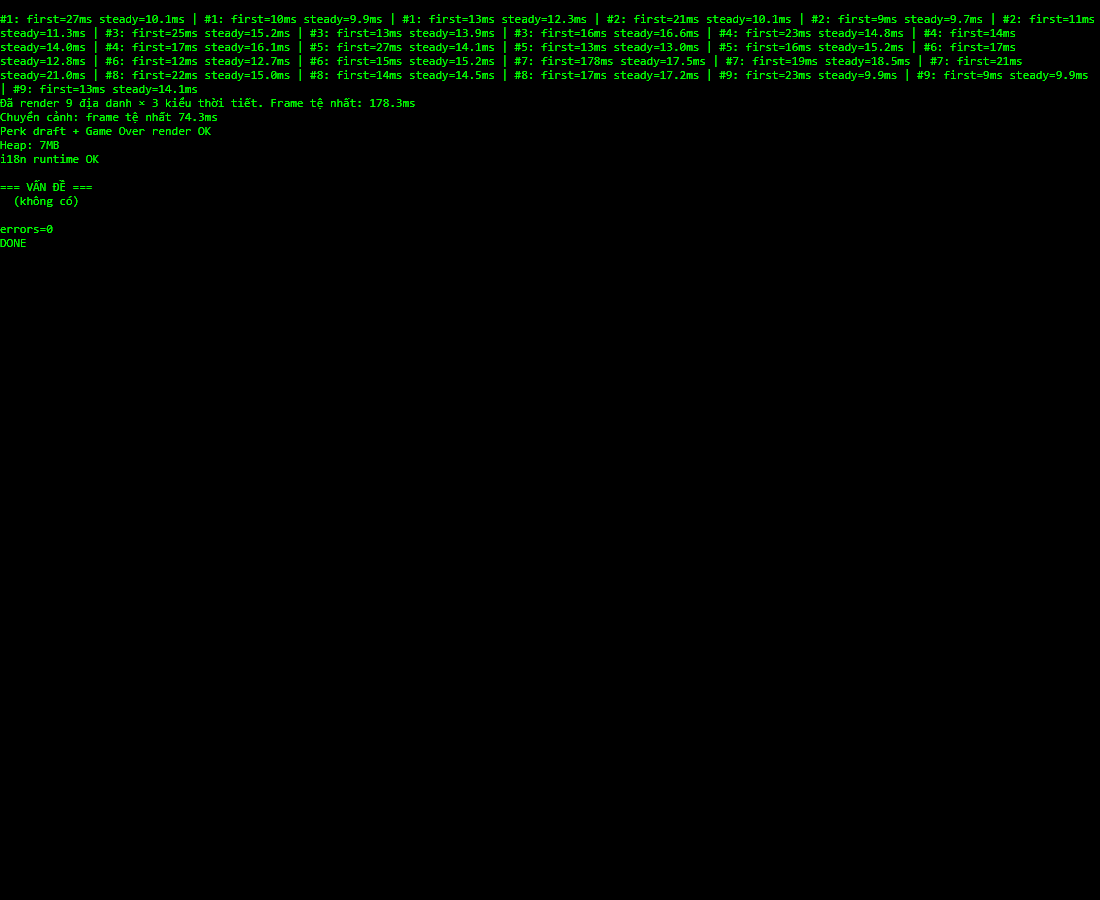 #1: first=27ms steady=10.1ms | #1: first=10ms steady=9.9ms | #1: first=13ms steady=12.3ms | #2: first=21ms steady=10.1ms | #2: first=9ms steady=9.7ms | #2: first=11ms
steady=11.3ms | #3: first=25ms steady=15.2ms | #3: first=13ms steady=13.9ms | #3: first=16ms steady=16.6ms | #4: first=23ms steady=14.8ms | #4: first=14ms
steady=14.0ms | #4: first=17ms steady=16.1ms | #5: first=27ms steady=14.1ms | #5: first=13ms steady=13.0ms | #5: first=16ms steady=15.2ms | #6: first=17ms
steady=12.8ms | #6: first=12ms steady=12.7ms | #6: first=15ms steady=15.2ms | #7: first=178ms steady=17.5ms | #7: first=19ms steady=18.5ms | #7: first=21ms
steady=21.0ms | #8: first=22ms steady=15.0ms | #8: first=14ms steady=14.5ms | #8: first=17ms steady=17.2ms | #9: first=23ms steady=9.9ms | #9: first=9ms steady=9.9ms
| #9: first=13ms steady=14.1ms
Đã render 9 địa danh × 3 kiểu thời tiết. Frame tệ nhất: 178.3ms
Chuyển cảnh: frame tệ nhất 74.3ms
Perk draft + Game Over render OK
Heap: 7MB
i18n runtime OK
=== VẤN ĐỀ ===
(không có)
errors=0
DONE